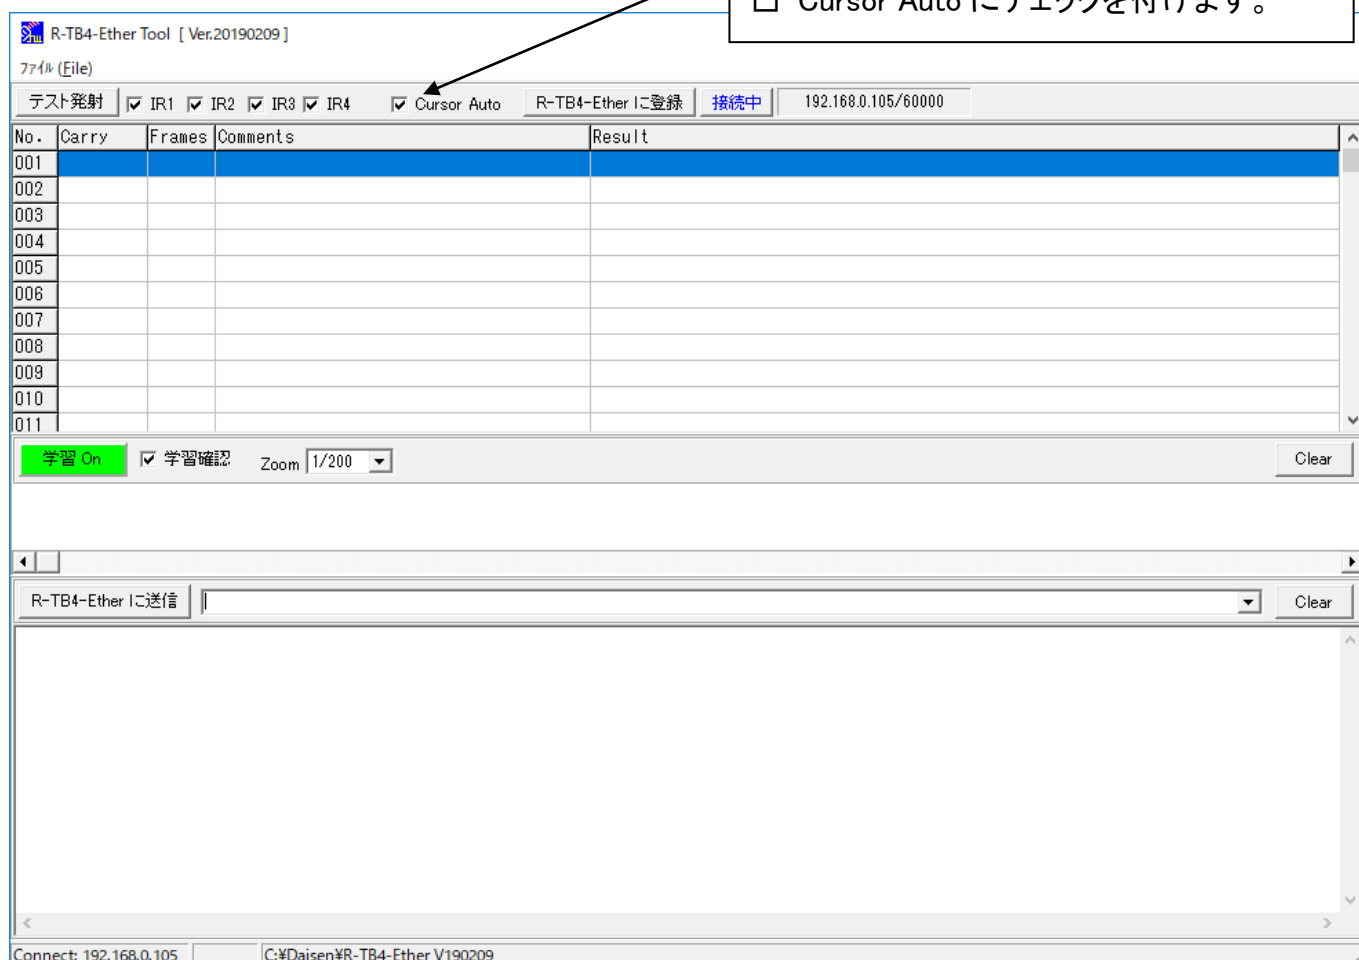 □ Cursor Auto にチェックを付けます。
R-TB4-Ether Tool [ Ver.20190209 ]
ファイル (File)
テスト発射 IR1 IR2 IR3 IR4 Cursor Auto R-TB4-Ether に登録 接続中 192.168.0.105/60000
No. Carry Frames Comments Result
001
002
003
004
005
006
007
008
009
010
011
学習 On 学習確認 Zoom 1/200 Clear
R-TB4-Ether に送信 Clear
Connect: 192.168.0.105 C:¥Daisen¥R-TB4-Ether V190209